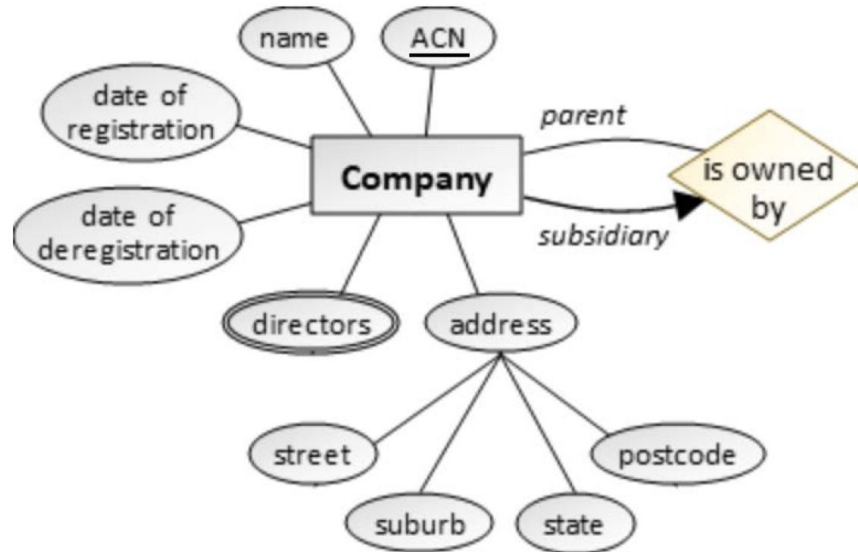 name
ACN
date of
registration
parent
Company
is owned
by
date of
deregistration
subsidiary
directors
address
street
postcode
suburb
state